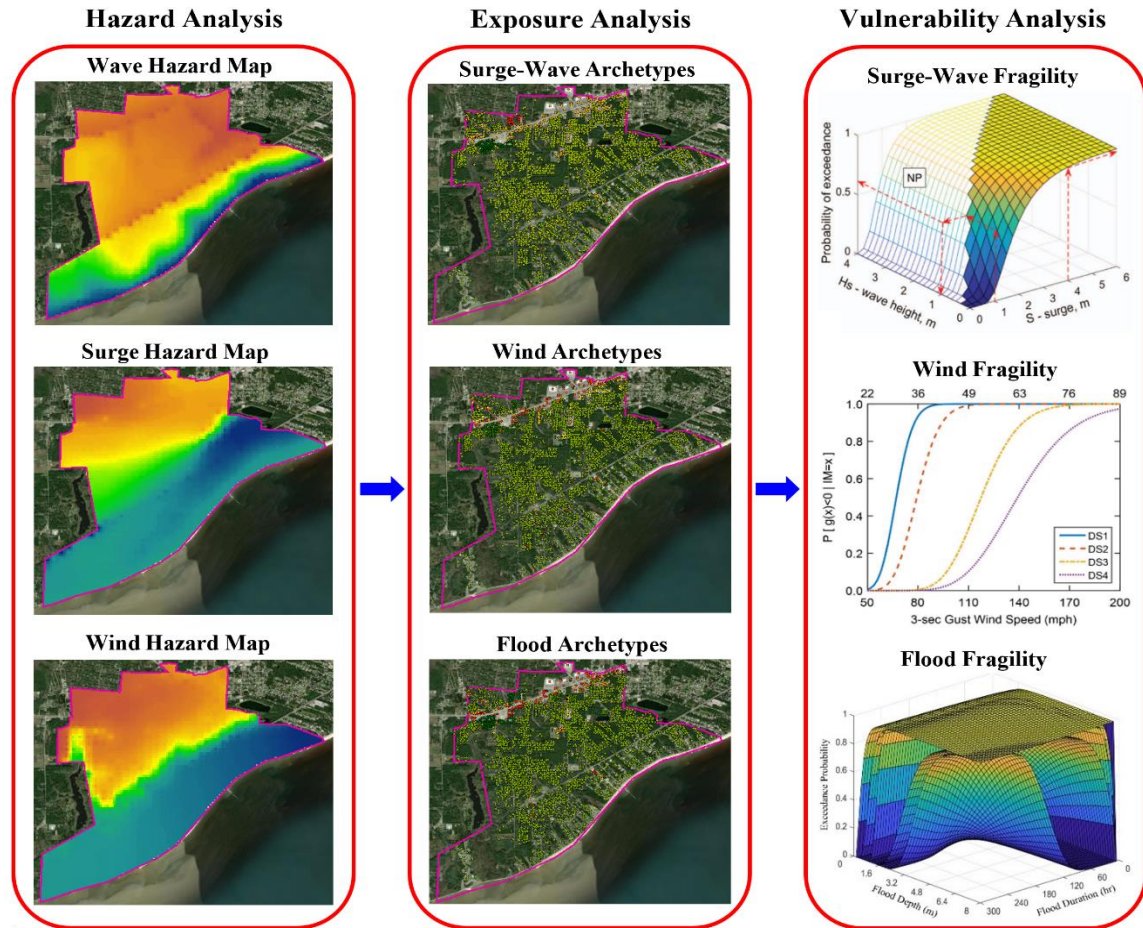 Hazard Analysis
Exposure Analysis
Vulnerability Analysis
Wave Hazard Map
Surge Hazard Map
Wind Hazard Map
Surge-Wave Archetypes
Wind Archetypes
Flood Archetypes
Surge-Wave Fragility
Probability of exceedance
1
0.5
0
NP
4
3
2
1
0
Hs - wave height, m
0
1
2
3
4
5
6
S - surge, m
Wind Fragility
22 36 49 63 76 89
P [ g(x)<0 | IM=x ]
1.0
0.8
0.6
0.4
0.2
0.0
DS1
DS2
DS3
DS4
50 80 110 140 170 200
3-sec Gust Wind Speed (mph)
Flood Fragility
Exceedance Probability
1
0.8
0.6
0.4
0.2
0
0
1.6
3.2
4.8
6.4
8
Flood Depth (m)
300
240
180
120
60
0
Flood Duration (hr)